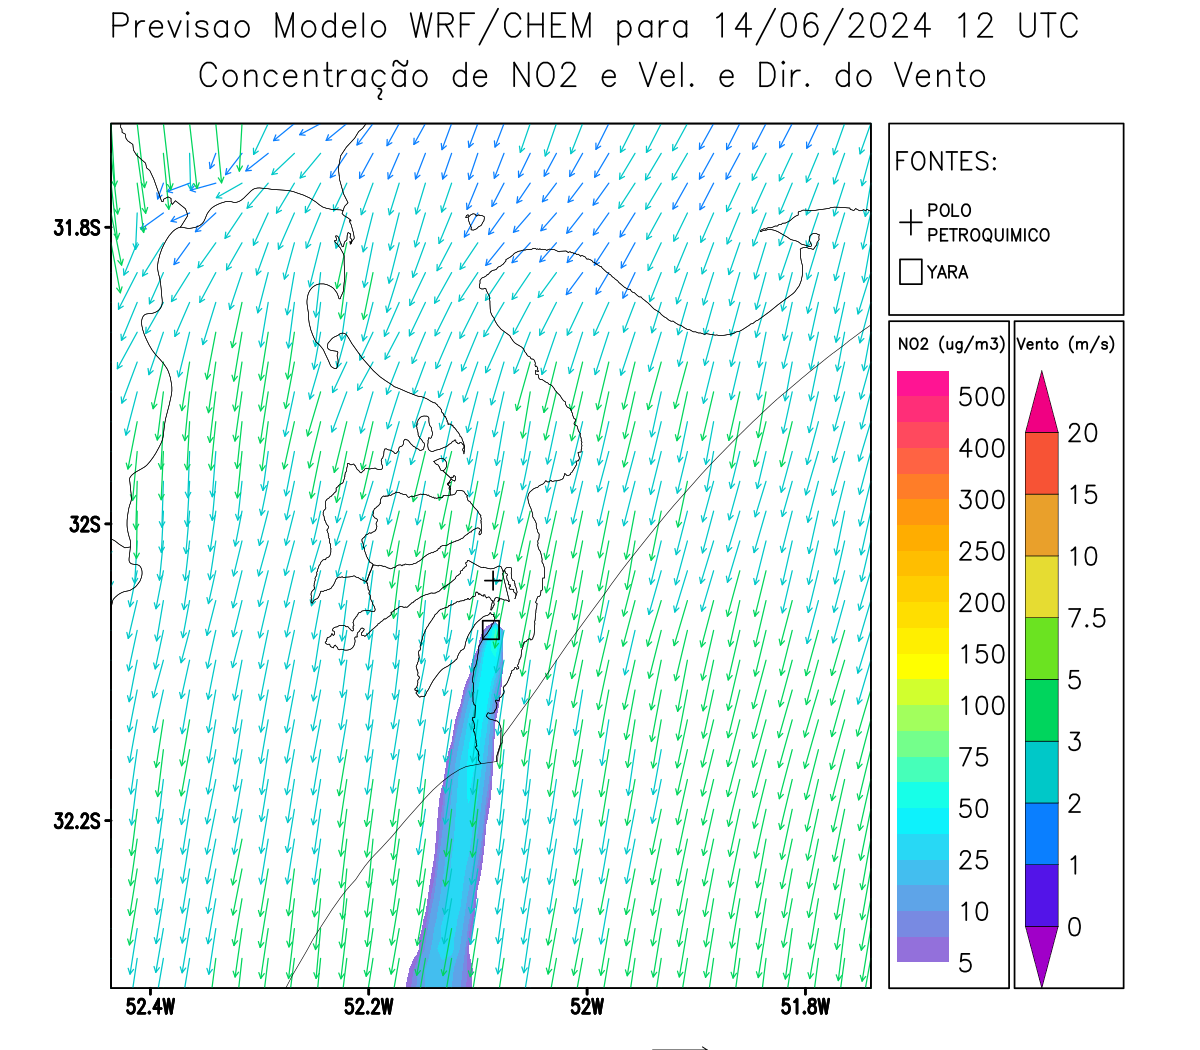 Previsao Modelo WRF/CHEM para 14/06/2024 12 UTC
Concentração de NO2 e Vel. e Dir. do Vento
FONTES:
POLO
PETROQUIMICO
YARA
31.8S
32S
32.2S
52.4W
52.2W
52W
51.8W
NO2 (ug/m3)
500
400
300
250
200
150
100
75
50
25
10
5
Vento (m/s)
20
15
10
7.5
5
3
2
1
0